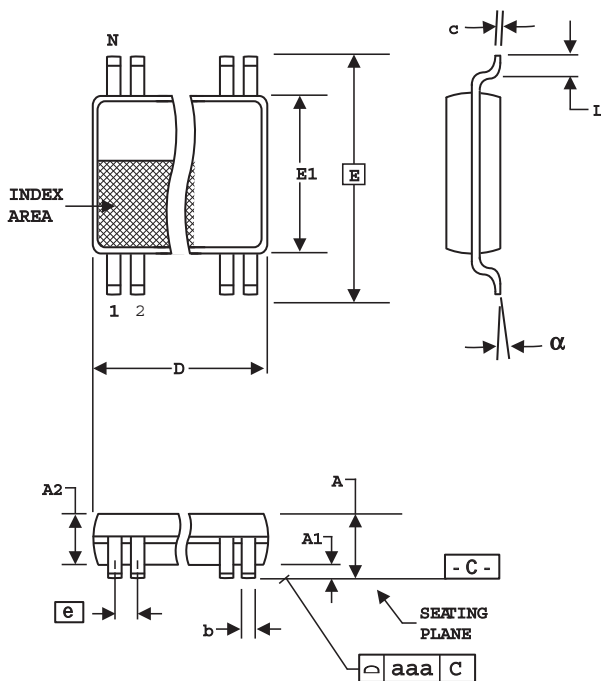 N
c
L
E1
E
INDEX
AREA
1 2
α
D
A2
A
A1
-C-
e
b
SEATING
PLANE
aaa C